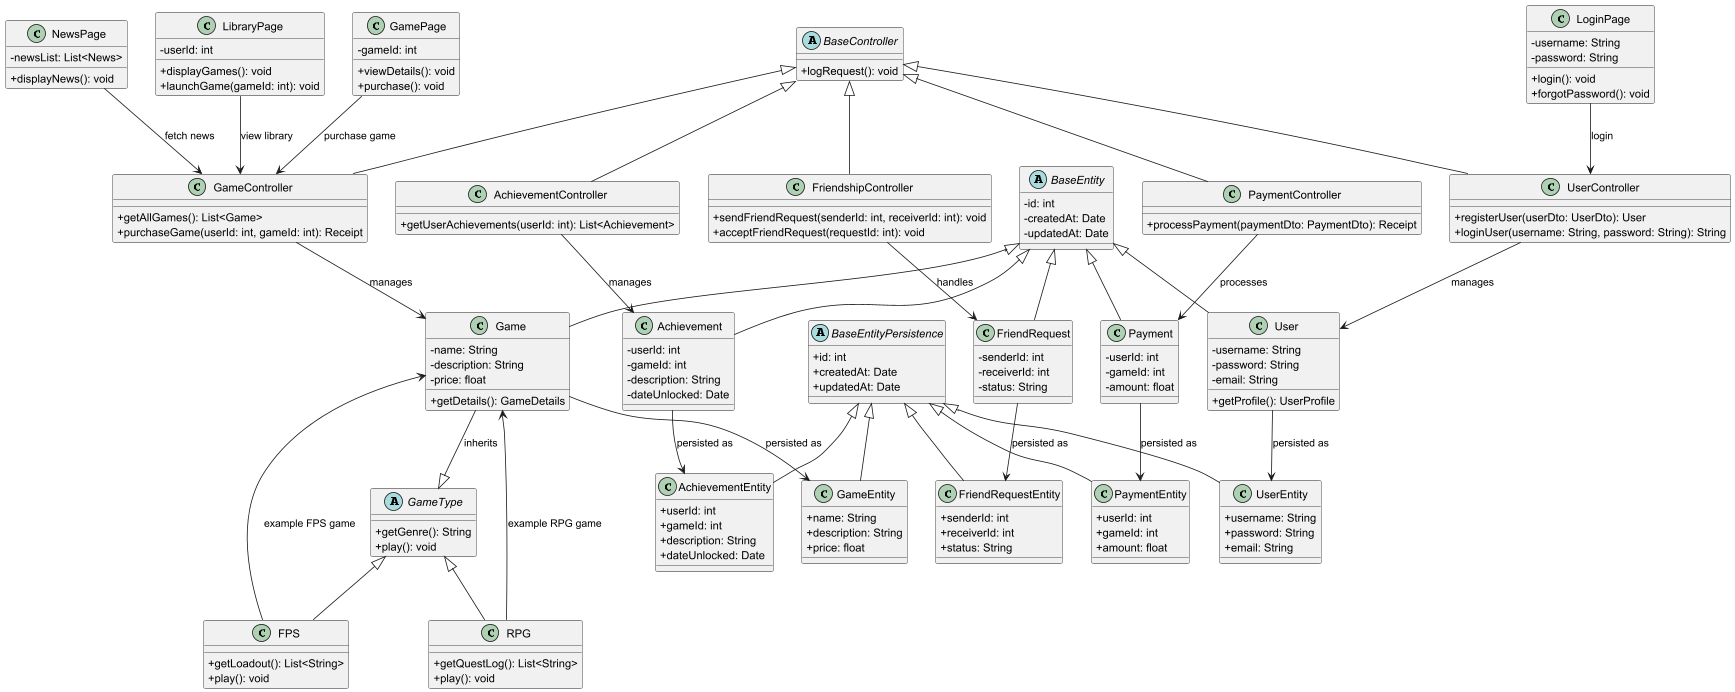 C NewsPage
-newsList: List<News>
+displayNews(): void
C LibraryPage
-userId: int
+displayGames(): void
+launchGame(gameId: int): void
C GamePage
-gameId: int
+viewDetails(): void
+purchase(): void
A BaseController
+logRequest(): void
C LoginPage
-username: String
-password: String
+login(): void
+forgotPassword(): void
fetch news
view library
purchase game
login
C GameController
+getAllGames(): List<Game>
+purchaseGame(userId: int, gameId: int): Receipt
C AchievementController
+getUserAchievements(userId: int): List<Achievement>
C FriendshipController
+sendFriendRequest(senderId: int, receiverId: int): void
+acceptFriendRequest(requestId: int): void
A BaseEntity
-id: int
-createdAt: Date
-updatedAt: Date
C PaymentController
+processPayment(paymentDto: PaymentDto): Receipt
C UserController
+registerUser(userDto: UserDto): User
+loginUser(username: String, password: String): String
manages
manages
handles
processes
manages
C Game
-name: String
-description: String
-price: float
+getDetails(): GameDetails
C Achievement
-userId: int
-gameId: int
-description: String
-dateUnlocked: Date
A BaseEntityPersistence
+id: int
+createdAt: Date
+updatedAt: Date
C FriendRequest
-senderId: int
-receiverId: int
-status: String
C Payment
-userId: int
-gameId: int
-amount: float
C User
-username: String
-password: String
-email: String
+getProfile(): UserProfile
inherits
persisted as
persisted as
persisted as
persisted as
persisted as
A GameType
+getGenre(): String
+play(): void
C AchievementEntity
+userId: int
+gameId: int
+description: String
+dateUnlocked: Date
C GameEntity
+name: String
+description: String
+price: float
C FriendRequestEntity
+senderId: int
+receiverId: int
+status: String
C PaymentEntity
+userId: int
+gameId: int
+amount: float
C UserEntity
+username: String
+password: String
+email: String
example FPS game
example RPG game
C FPS
+getLoadout(): List<String>
+play(): void
C RPG
+getQuestLog(): List<String>
+play(): void